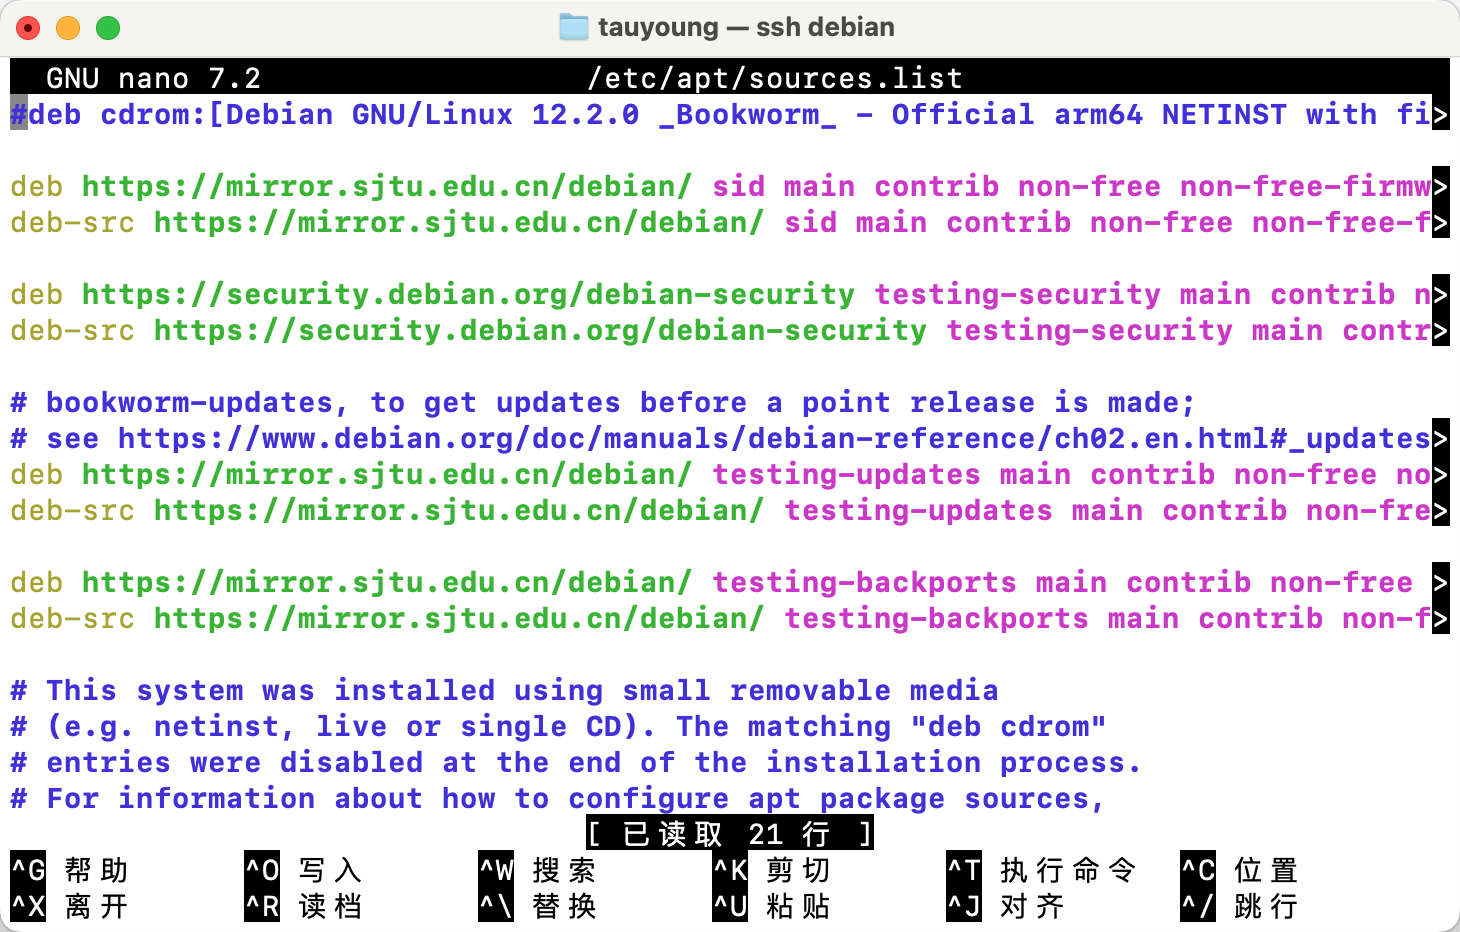 tauyoung — ssh debian
GNU nano 7.2 /etc/apt/sources.list
#deb cdrom:[Debian GNU/Linux 12.2.0 _Bookworm_ - Official arm64 NETINST with fi>
deb https://mirror.sjtu.edu.cn/debian/ sid main contrib non-free non-free-firmw>
deb-src https://mirror.sjtu.edu.cn/debian/ sid main contrib non-free non-free-f>
deb https://security.debian.org/debian-security testing-security main contrib n>
deb-src https://security.debian.org/debian-security testing-security main contr>
# bookworm-updates, to get updates before a point release is made;
# see https://www.debian.org/doc/manuals/debian-reference/ch02.en.html#_updates>
deb https://mirror.sjtu.edu.cn/debian/ testing-updates main contrib non-free no>
deb-src https://mirror.sjtu.edu.cn/debian/ testing-updates main contrib non-fre>
deb https://mirror.sjtu.edu.cn/debian/ testing-backports main contrib non-free >
deb-src https://mirror.sjtu.edu.cn/debian/ testing-backports main contrib non-f>
# This system was installed using small removable media
# (e.g. netinst, live or single CD). The matching "deb cdrom"
# entries were disabled at the end of the installation process.
# For information about how to configure apt package sources,
[ 已读取 21 行 ]
^G 帮助 ^O 写入 ^W 搜索 ^K 剪切 ^T 执行命令 ^C 位置
^X 离开 ^R 读档 ^\ 替换 ^U 粘贴 ^J 对齐 ^/ 跳行